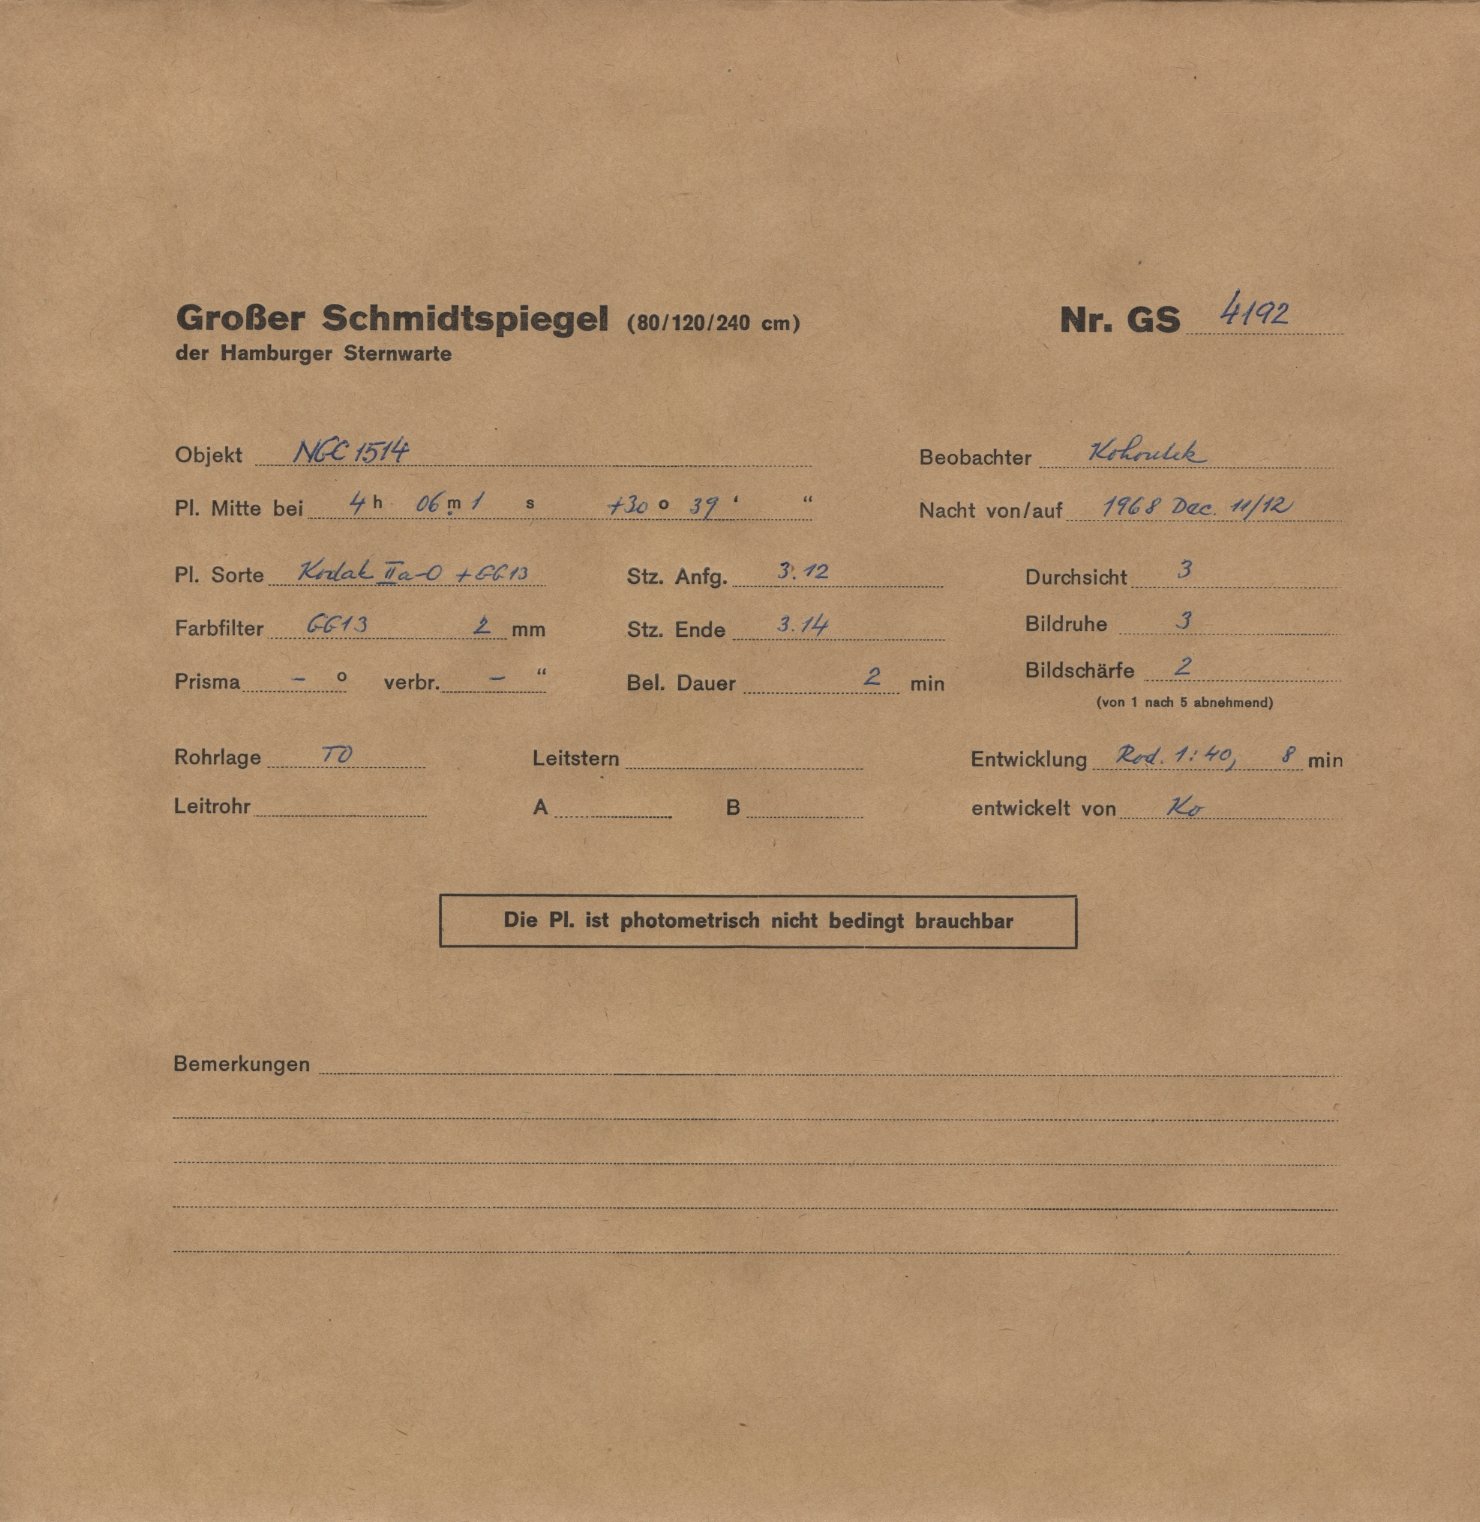 Großer Schmidtspiegel (80/120/240 cm) Nr. GS 4192
der Hamburger Sternwarte
Objekt NGC 1514 Beobachter Kohoutek
Pl. Mitte bei 4 h 06 m 1 s +30 o 39 ‘ “ Nacht von/auf 1968 Dec. 11/12
Pl. Sorte Kodak IIa-O + GG13 Stz. Anfg. 3.12 Durchsicht 3
Farbfilter GG13 2 mm Stz. Ende 3.14 Bildruhe 3
Prisma – o verbr. – “ Bel. Dauer 2 min Bildschärfe 2
(von 1 nach 5 abnehmend)
Rohrlage TO Leitstern Entwicklung Rod. 1:40, 8 min
Leitrohr A B entwickelt von Ko
Die Pl. ist photometrisch nicht bedingt brauchbar
Bemerkungen